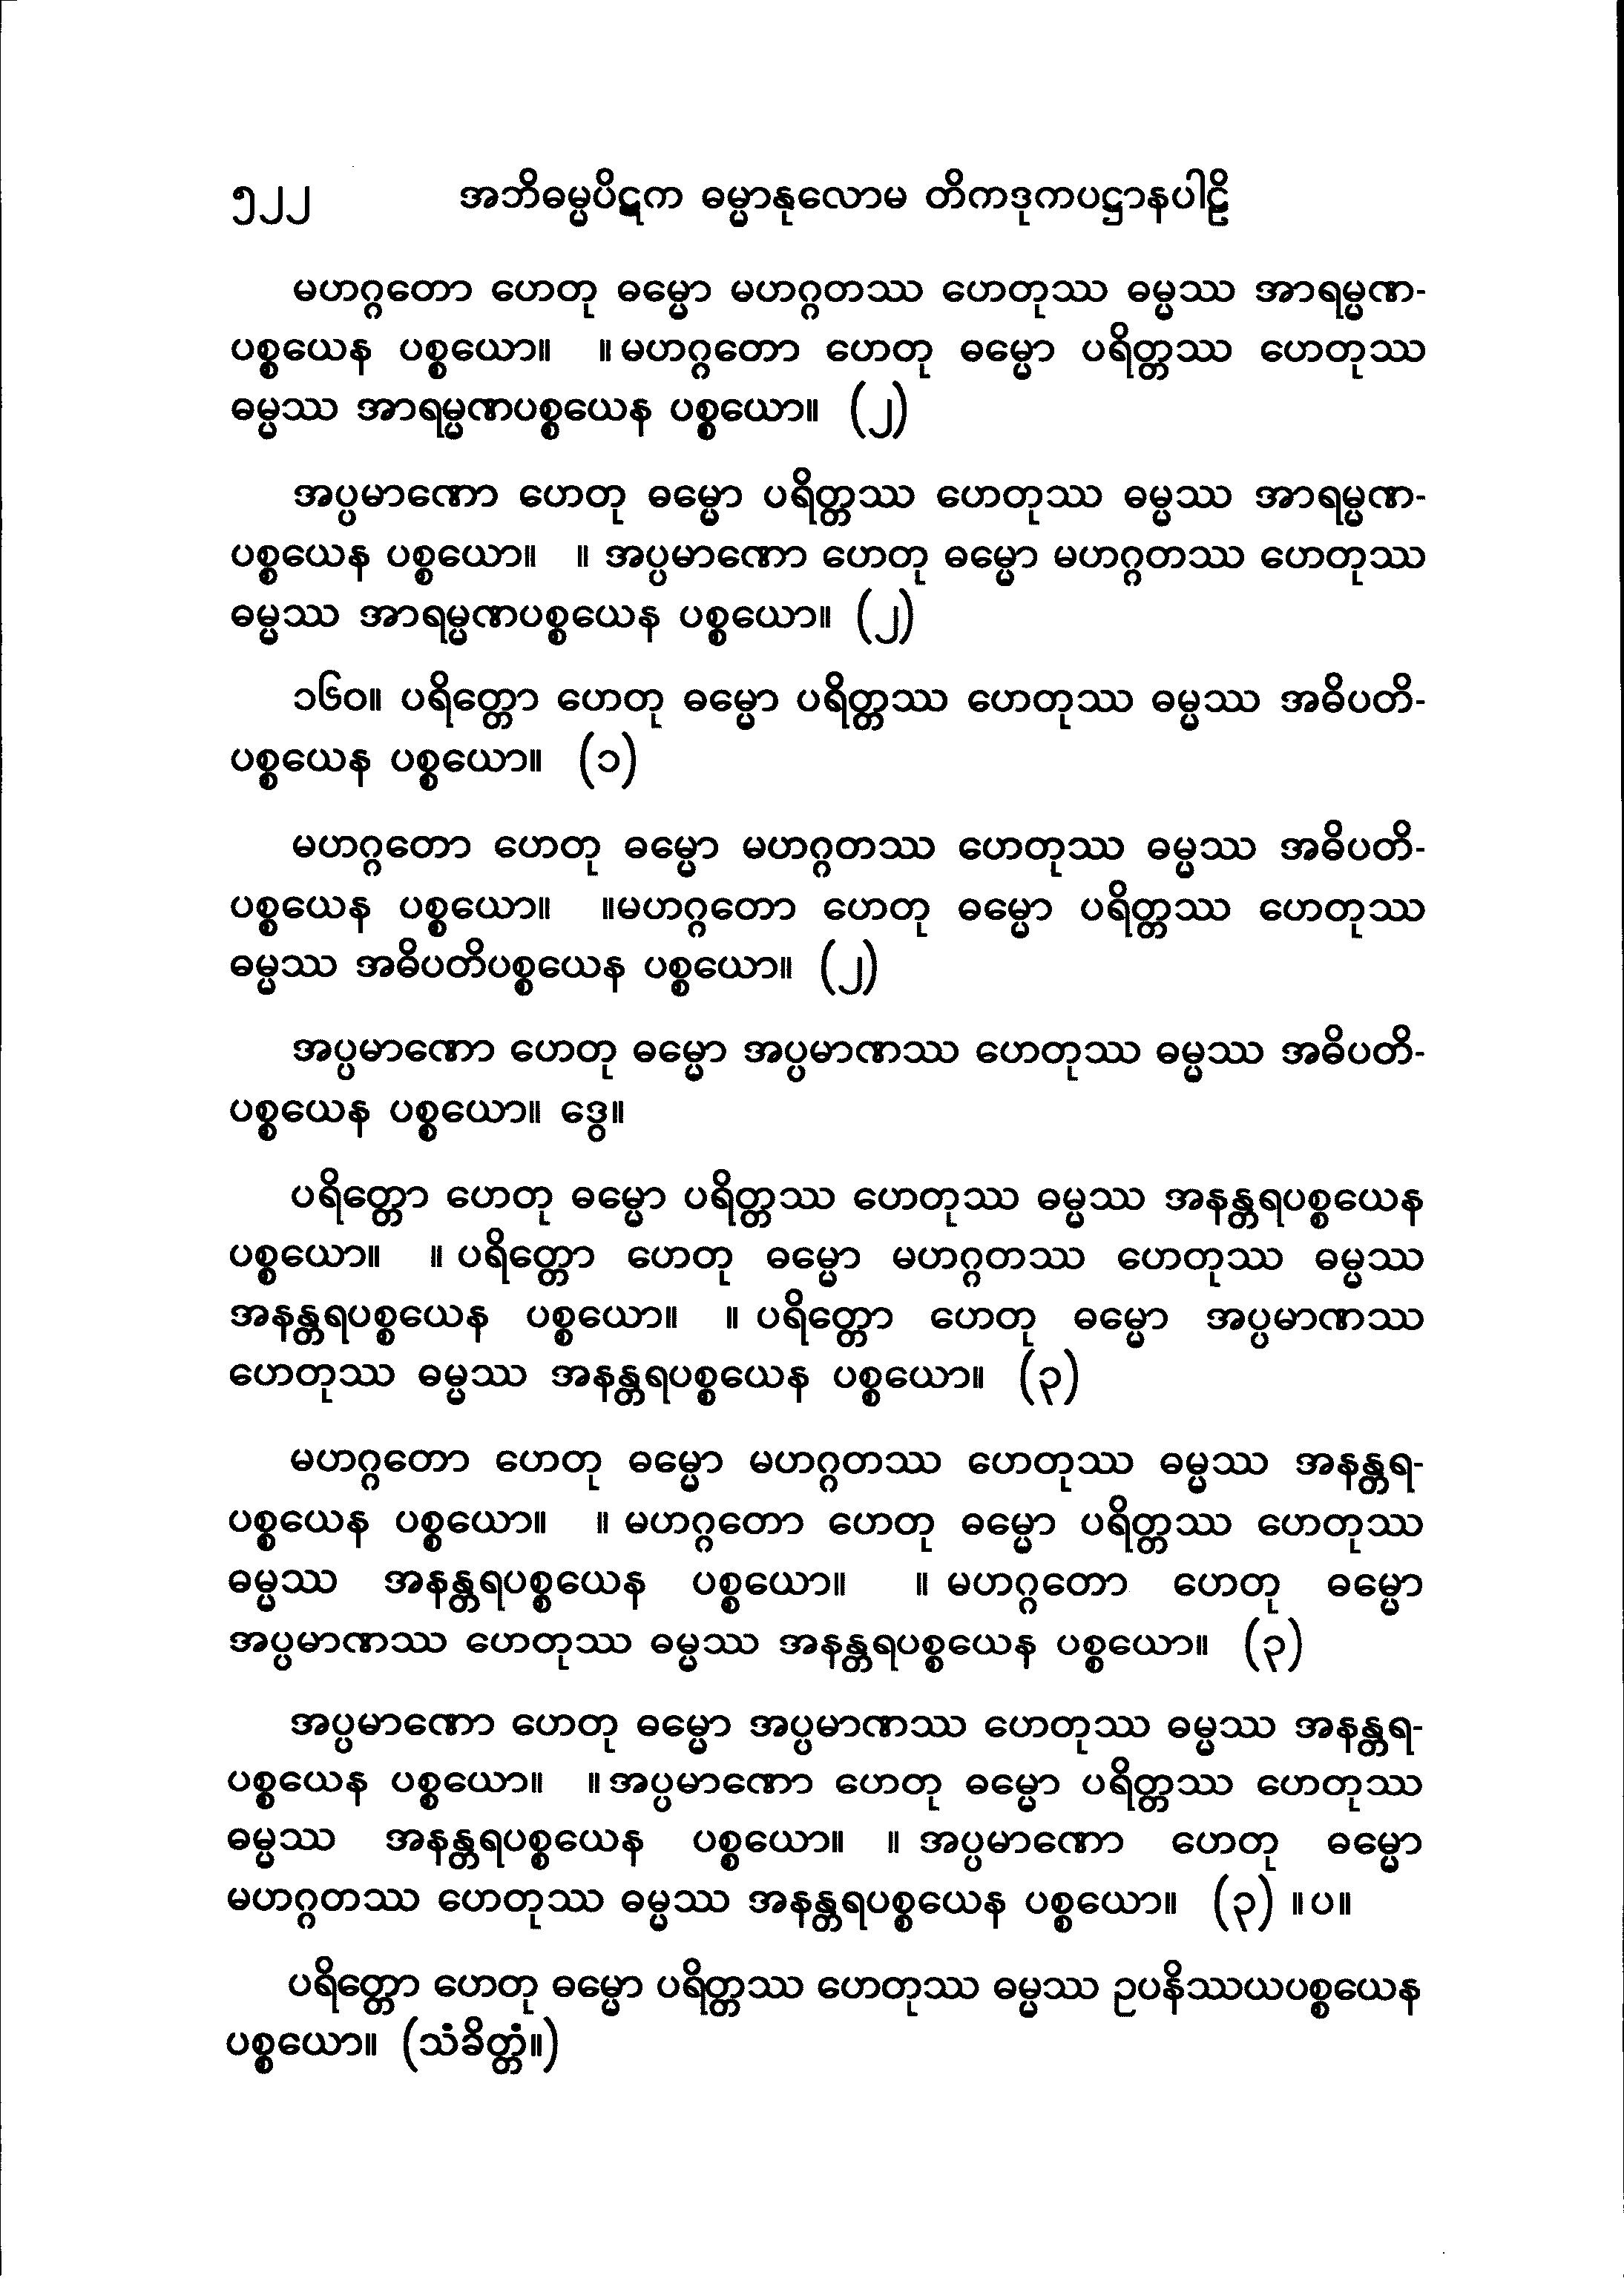 ၅၂၂ အဘိဓမ္မပိဋက ဓမ္မာနုလောမ တိကဒုကပဋ္ဌာနပါဠိ
မဟဂ္ဂတော ဟေတု ဓမ္မော မဟဂ္ဂတဿ ဟေတုဿ ဓမ္မဿ အာရမ္မဏ-
ပစ္စယေန ပစ္စယော။ ။ မဟဂ္ဂတော ဟေတု ဓမ္မော ပရိတ္တဿ ဟေတုဿ
ဓမ္မဿ အာရမ္မဏပစ္စယေန ပစ္စယော။ (၂)
အပ္ပမာဏော ဟေတု ဓမ္မော ပရိတ္တဿ ဟေတုဿ ဓမ္မဿ အာရမ္မဏ-
ပစ္စယေန ပစ္စယော။ ။ အပ္ပမာဏော ဟေတု ဓမ္မော မဟဂ္ဂတဿ ဟေတုဿ
ဓမ္မဿ အာရမ္မဏပစ္စယေန ပစ္စယော။ (၂)
၁၆၀။ ပရိတ္တော ဟေတု ဓမ္မော ပရိတ္တဿ ဟေတုဿ ဓမ္မဿ အဓိပတိ-
ပစ္စယေန ပစ္စယော။ (၁)
မဟဂ္ဂတော ဟေတု ဓမ္မော မဟဂ္ဂတဿ ဟေတုဿ ဓမ္မဿ အဓိပတိ-
ပစ္စယေန ပစ္စယော။ ။မဟဂ္ဂတော ဟေတု ဓမ္မော ပရိတ္တဿ ဟေတုဿ
ဓမ္မဿ အဓိပတိပစ္စယေန ပစ္စယော။ (၂)
အပ္ပမာဏော ဟေတု ဓမ္မော အပ္ပမာဏဿ ဟေတုဿ ဓမ္မဿ အဓိပတိ-
ပစ္စယေန ပစ္စယော။ ဒွေ။
ပရိတ္တော ဟေတု ဓမ္မော ပရိတ္တဿ ဟေတုဿ ဓမ္မဿ အနန္တရပစ္စယေန
ပစ္စယော။ ။ ပရိတ္တော ဟေတု ဓမ္မော မဟဂ္ဂတဿ ဟေတုဿ ဓမ္မဿ
အနန္တရပစ္စယေန ပစ္စယော။ ။ ပရိတ္တော ဟေတု ဓမ္မော အပ္ပမာဏဿ
ဟေတုဿ ဓမ္မဿ အနန္တရပစ္စယေန ပစ္စယော။ (၃)
မဟဂ္ဂတော ဟေတု ဓမ္မော မဟဂ္ဂတဿ ဟေတုဿ ဓမ္မဿ အနန္တရ-
ပစ္စယေန ပစ္စယော။ ။ မဟဂ္ဂတော ဟေတု ဓမ္မော ပရိတ္တဿ ဟေတုဿ
ဓမ္မဿ အနန္တရပစ္စယေန ပစ္စယော။ ။ မဟဂ္ဂတော ဟေတု ဓမ္မော
အပ္ပမာဏဿ ဟေတုဿ ဓမ္မဿ အနန္တရပစ္စယေန ပစ္စယော။ (၃)
အပ္ပမာဏော ဟေတု ဓမ္မော အပ္ပမာဏဿ ဟေတုဿ ဓမ္မဿ အနန္တရ-
ပစ္စယေန ပစ္စယော။ ။ အပ္ပမာဏော ဟေတု ဓမ္မော ပရိတ္တဿ ဟေတုဿ
ဓမ္မဿ အနန္တရပစ္စယေန ပစ္စယော။ ။ အပ္ပမာဏော ဟေတု ဓမ္မော
မဟဂ္ဂတဿ ဟေတုဿ ဓမ္မဿ အနန္တရပစ္စယေန ပစ္စယော။ (၃) ။ပ။
ပရိတ္တော ဟေတု ဓမ္မော ပရိတ္တဿ ဟေတုဿ ဓမ္မဿ ဥပနိဿယပစ္စယေန
ပစ္စယော။ (သံခိတ္တံ။)